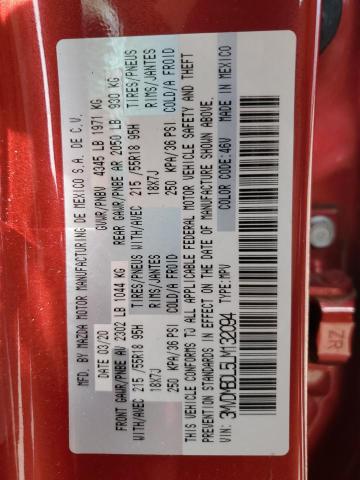 MFD. BY MAZDA MOTOR MANUFACTURING DE MEXICO S.A. DE C.V.
DATE 03/20 GVWR/PNBV 4345 LB 1971 KG
FRONT GAWR/PNBE AV 2302 LB 1044 KG REAR GAWR/PNBE AR 2050 LB 930 KG
TIRES/PNEUS TIRES/PNEUS
WITH/AVEC 215 /55R18 95H WITH/AVEC 215 /55R18 95H
RIMS/JANTES RIMS/JANTES
18X7J 18X7J
COLD/A FROID COLD/A FROID
250 KPA/36 PSI 250 KPA/36 PSI
THIS VEHICLE CONFORMS TO ALL APPLICABLE FEDERAL MOTOR VEHICLE SAFETY AND THEFT
PREVENTION STANDARDS IN EFFECT ON THE DATE OF MANUFACTURE SHOWN ABOVE.
VIN: 3MVDMBDL5LM132094 TYPE:MPV COLOR CODE:46V MADE IN MEXICO
ZR